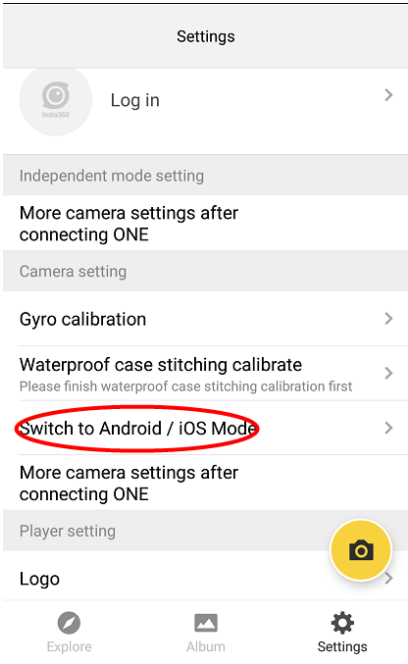 Settings
Insta360
Log in
Independent mode setting
More camera settings after
connecting ONE
Camera setting
Gyro calibration
Waterproof case stitching calibrate
Please finish waterproof case stitching calibration first
Switch to Android / iOS Mode
More camera settings after
connecting ONE
Player setting
Logo
Explore
Album
Settings